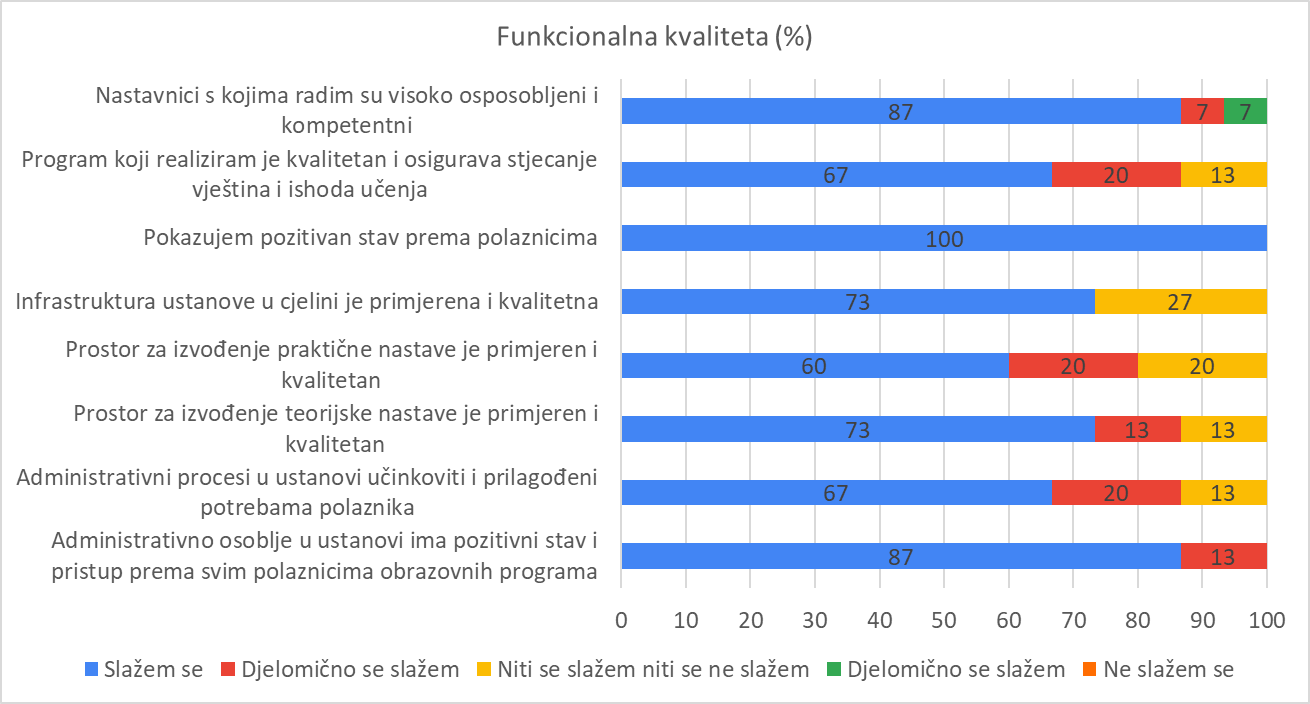 Funkcionalna kvaliteta (%)
Nastavnici s kojima radim su visoko osposobljeni i
kompetentni
87 7 7
Program koji realiziram je kvalitetan i osigurava stjecanje
vještina i ishoda učenja
67 20 13
Pokazujem pozitivan stav prema polaznicima
100
Infrastruktura ustanove u cjelini je primjerena i kvalitetna
73 27
Prostor za izvođenje praktične nastave je primjeren i
kvalitetan
60 20 20
Prostor za izvođenje teorijske nastave je primjeren i
kvalitetan
73 13 13
Administrativni procesi u ustanovi učinkoviti i prilagođeni
potrebama polaznika
67 20 13
Administrativno osoblje u ustanovi ima pozitivni stav i
pristup prema svim polaznicima obrazovnih programa
87 13
0 10 20 30 40 50 60 70 80 90 100
Slažem se Djelomično se slažem Niti se slažem niti se ne slažem Djelomično se slažem Ne slažem se